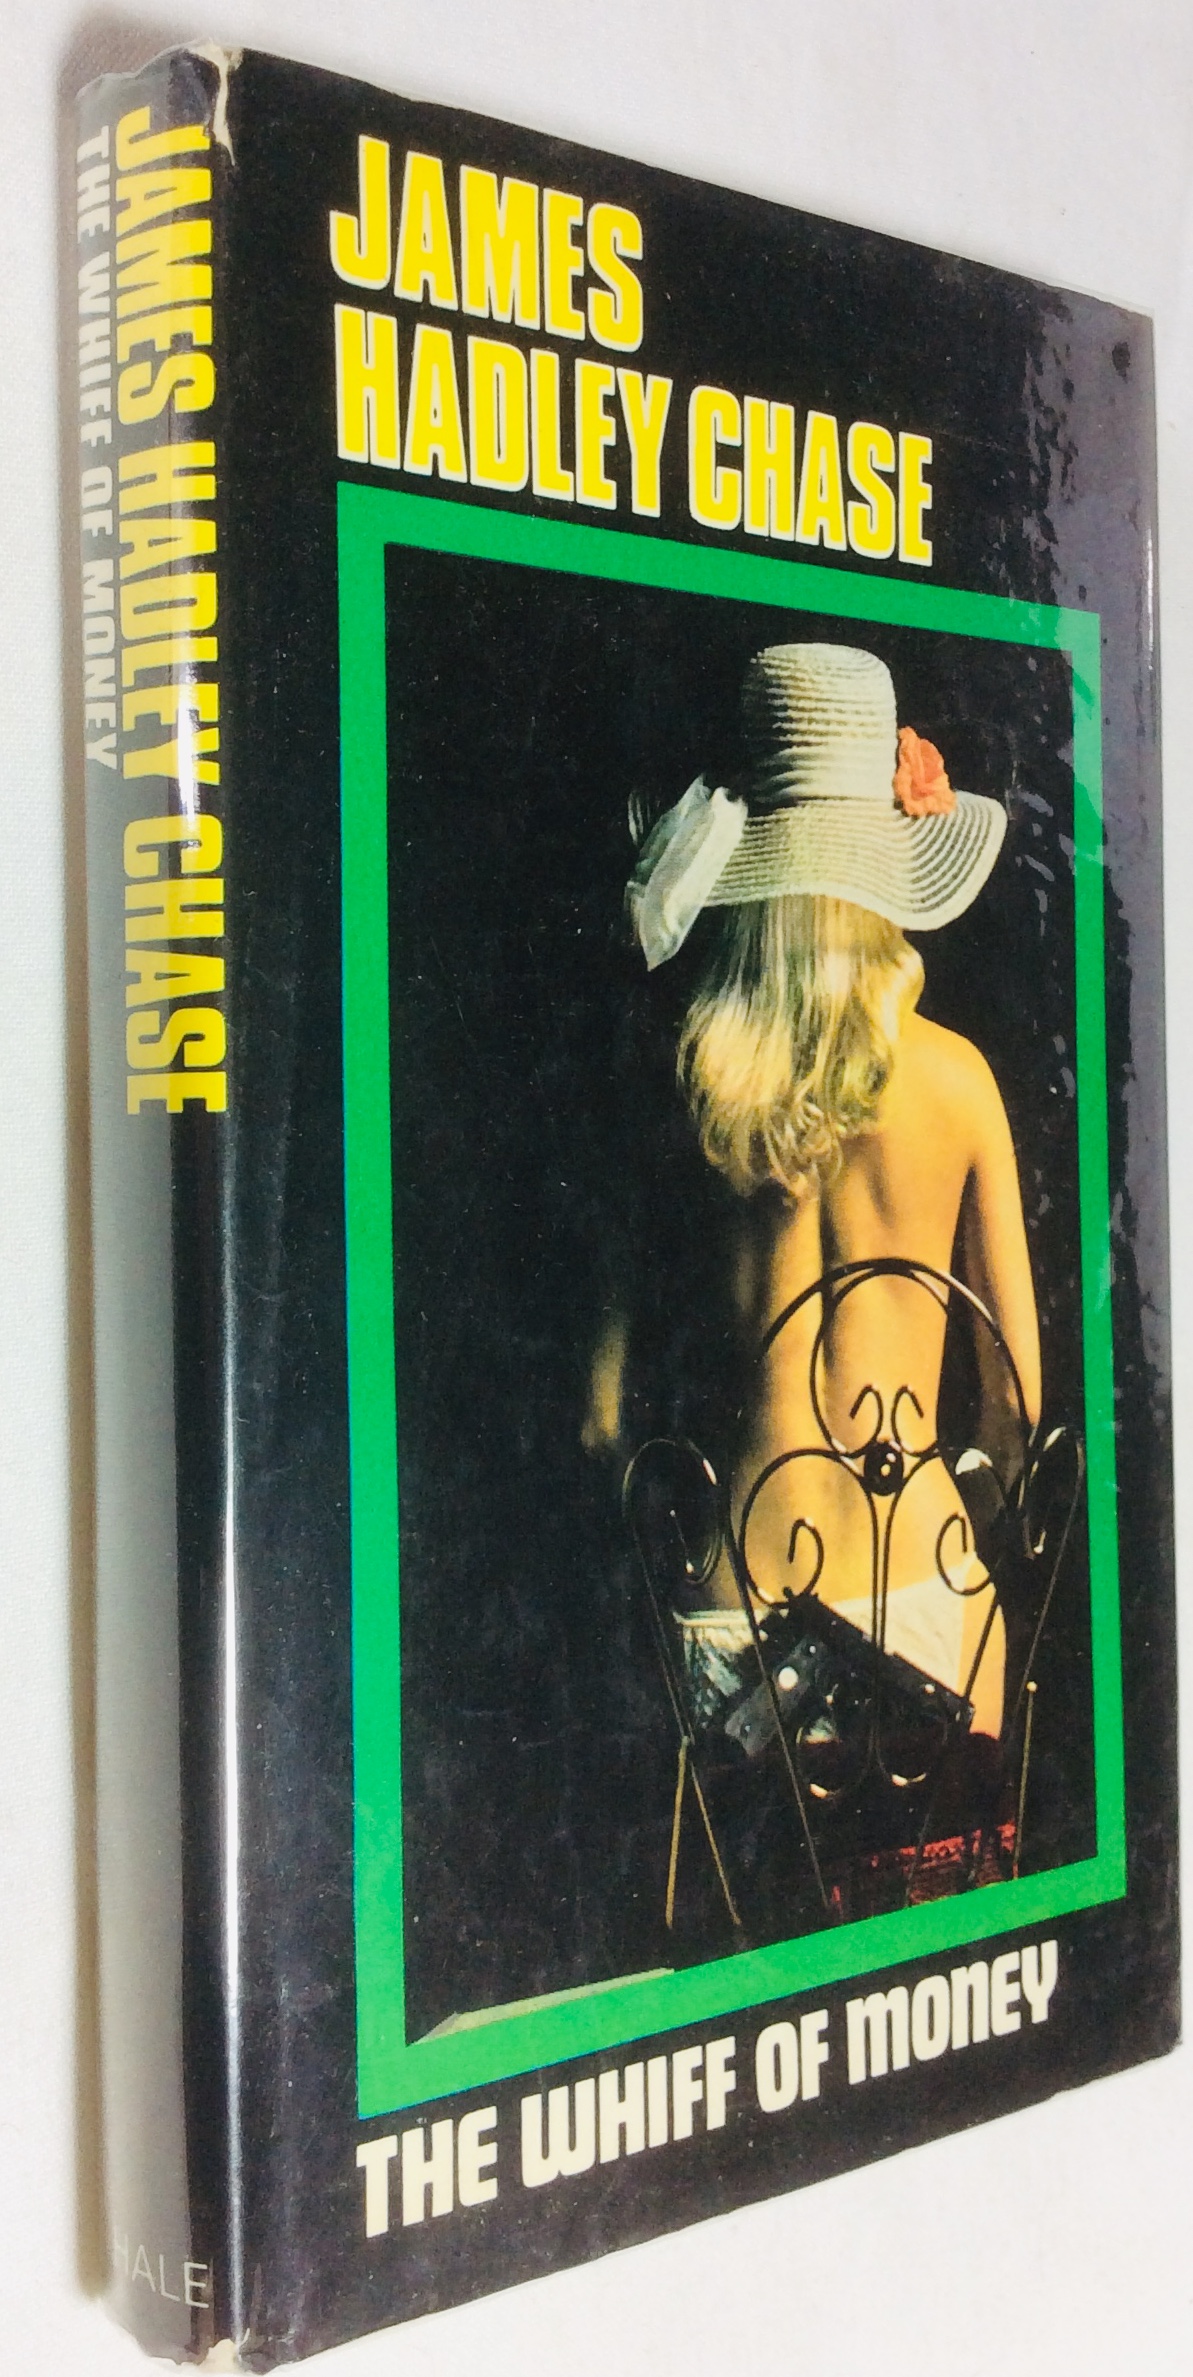 JAMES
HADLEY CHASE
THE WHIFF OF MONEY
JAMES HADLEY CHASE
THE WHIFF OF MONEY
HALE